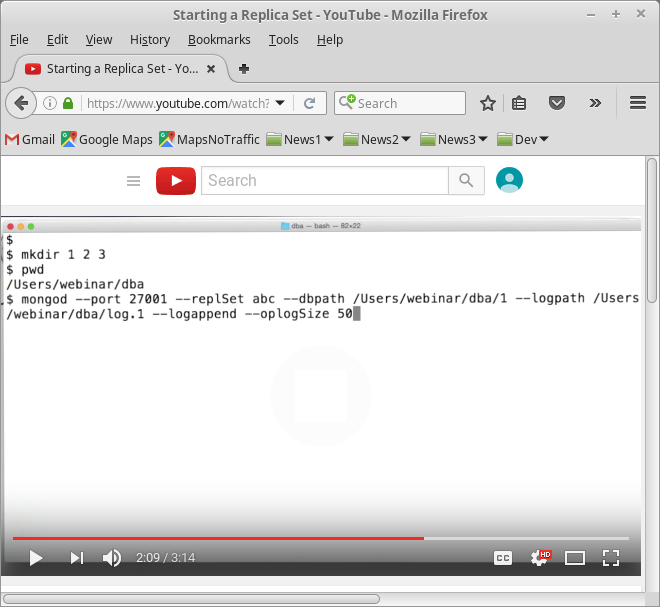 Starting a Replica Set - YouTube - Mozilla Firefox
File Edit View History Bookmarks Tools Help
Starting a Replica Set - Yo...
https://www.youtube.com/watch? Search
Gmail Google Maps MapsNoTraffic News1 News2 News3 Dev
Search
dba — bash — 82×22
$
$ mkdir 1 2 3
$ pwd
/Users/webinar/dba
$ mongod --port 27001 --replSet abc --dbpath /Users/webinar/dba/1 --logpath /Users
/webinar/dba/log.1 --logappend --oplogSize 50
2:09 / 3:14 CC HD